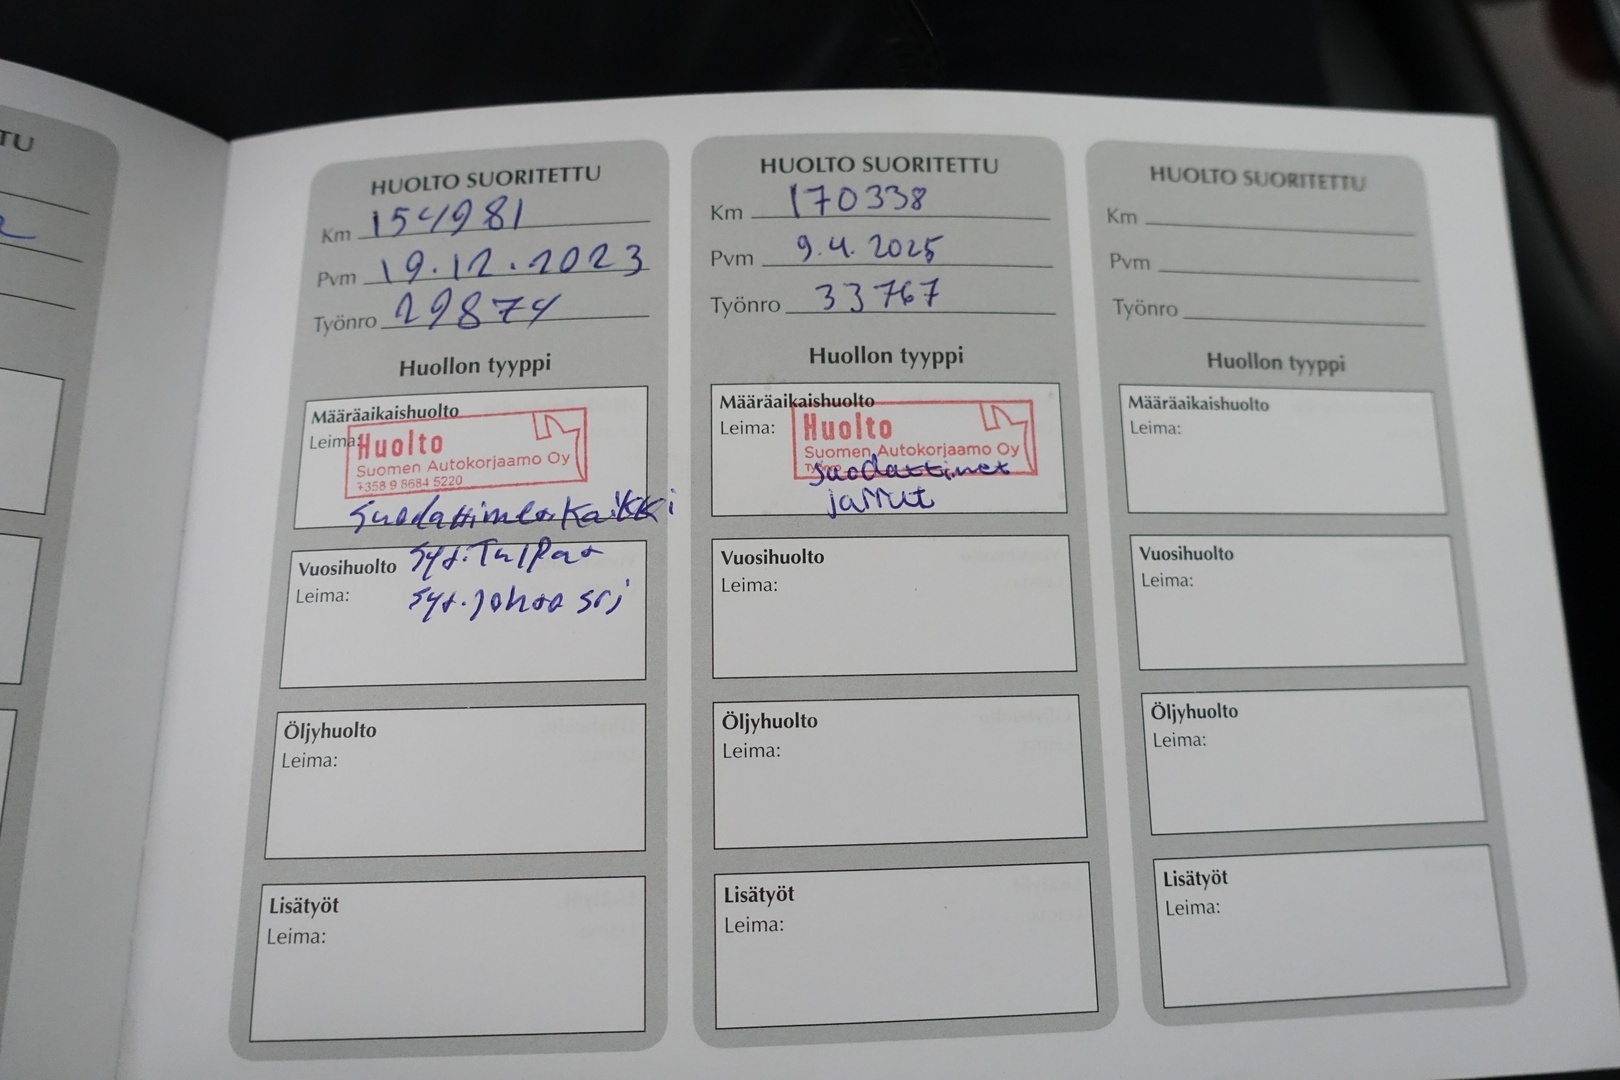 TU
HUOLTO SUORITETTU
Km 154981
Pvm 19.12.2023
Työnro 29874
Huollon tyyppi
Määräaikaishuolto
Leima:
Huolto
Suomen Autokorjaamo Oy
+358 9 8684 5220
Suodattimet kaikki
Vuosihuolto syt.Tulpat
Leima: syt.johto srj
Öljyhuolto
Leima:
Lisätyöt
Leima:
HUOLTO SUORITETTU
Km 170338
Pvm 9.4.2025
Työnro 33767
Huollon tyyppi
Määräaikaishuolto
Leima:
Huolto
Suomen Autokorjaamo Oy
suodattimet
jarrut
Vuosihuolto
Leima:
Öljyhuolto
Leima:
Lisätyöt
Leima:
HUOLTO SUORITETTU
Km
Pvm
Työnro
Huollon tyyppi
Määräaikaishuolto
Leima:
Vuosihuolto
Leima:
Öljyhuolto
Leima:
Lisätyöt
Leima: